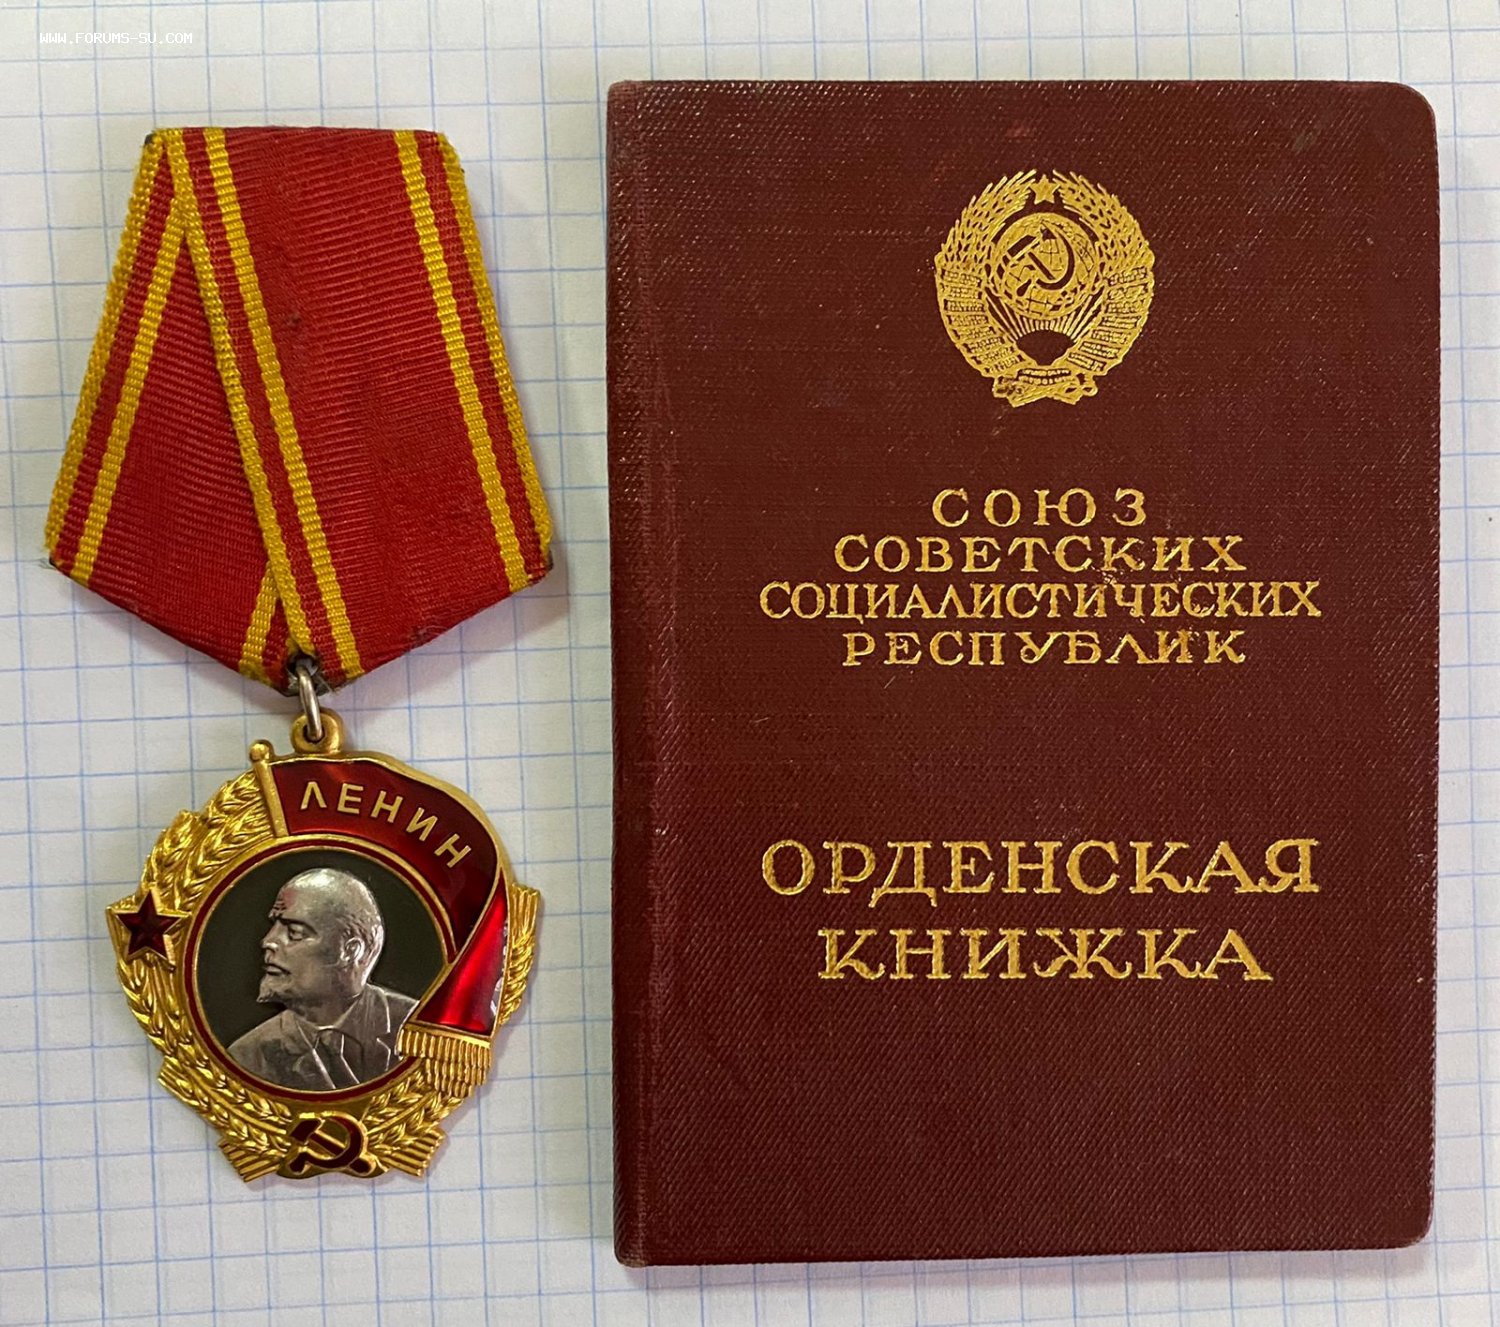 WWW.FORUMS-SU.COM
ЛЕНИН
СОЮЗ
СОВЕТСКИХ
СОЦИАЛИСТИЧЕСКИХ
РЕСПУБЛИК
ОРДЕНСКАЯ
КНИЖКА